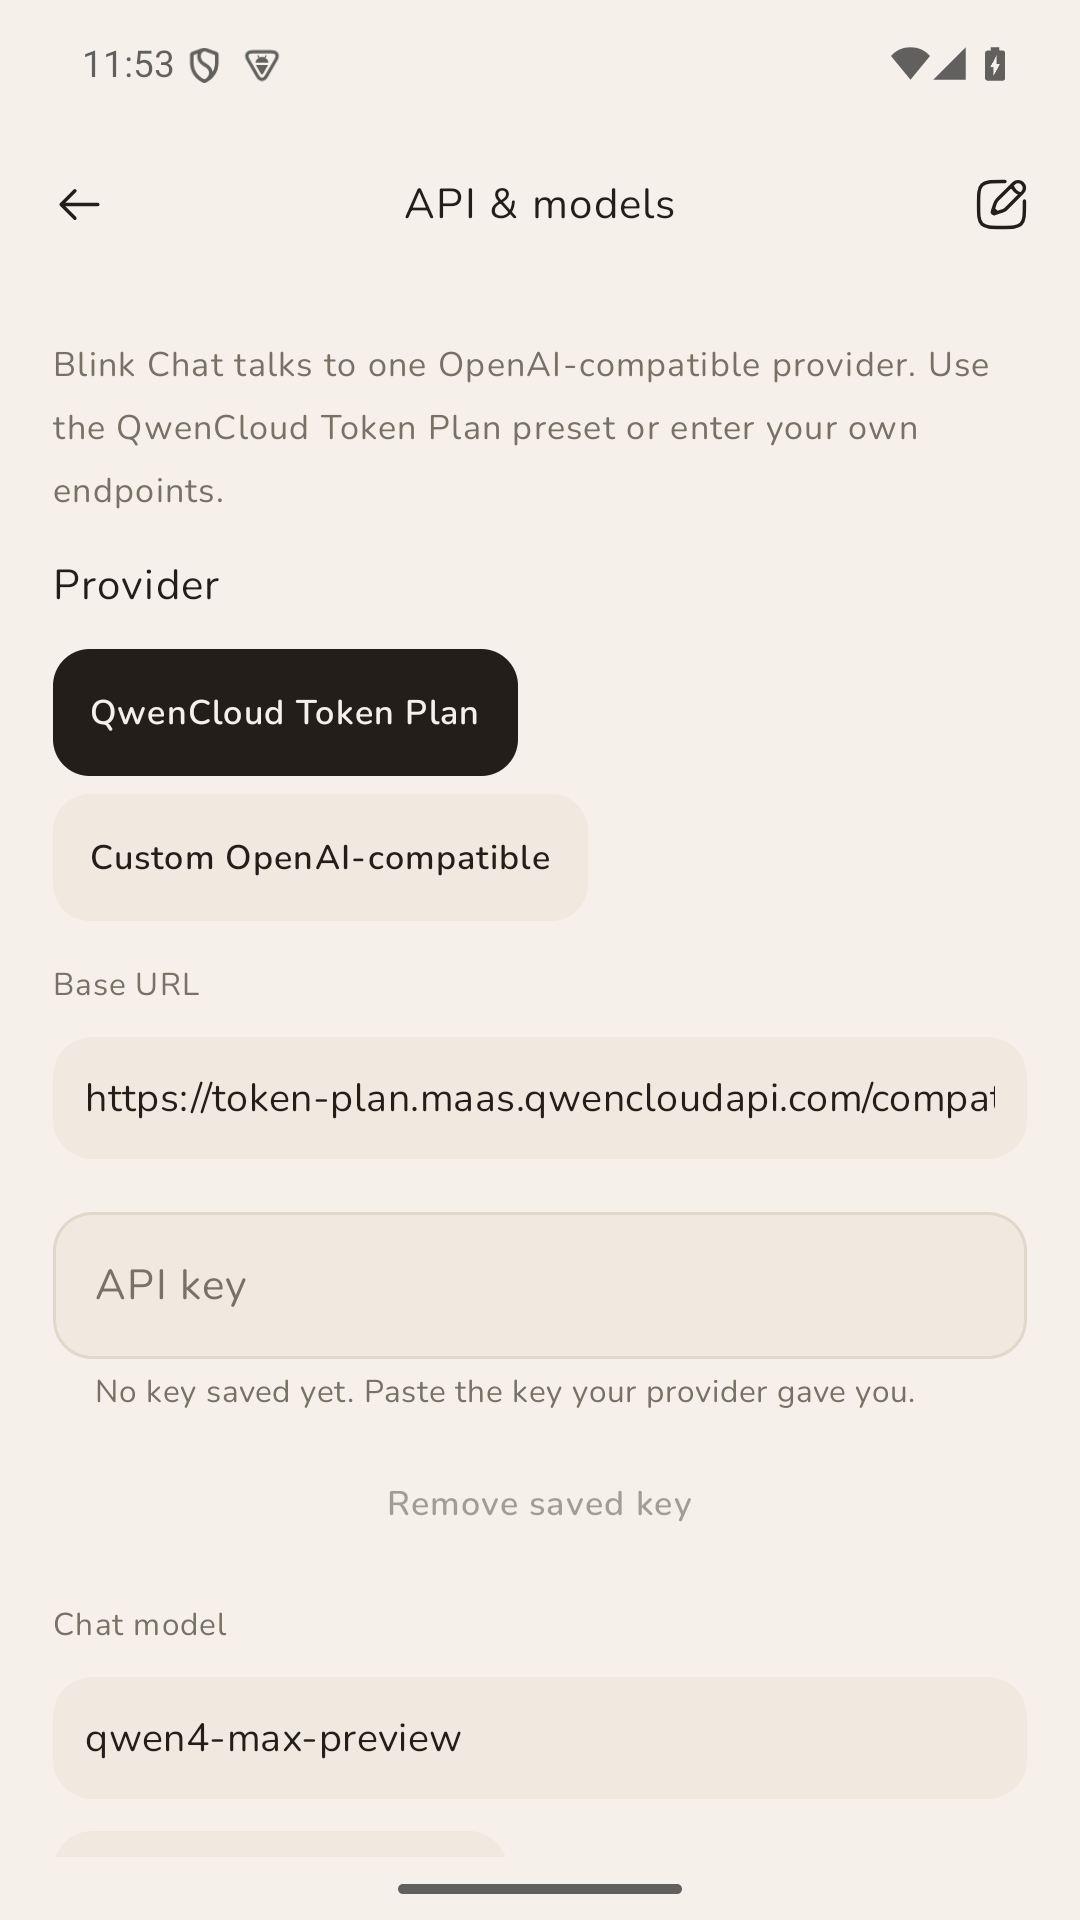 11:53
API & models
Blink Chat talks to one OpenAI-compatible provider. Use
the QwenCloud Token Plan preset or enter your own
endpoints.
Provider
QwenCloud Token Plan
Custom OpenAI-compatible
Base URL
https://token-plan.maas.qwencloudapi.com/compat
API key
No key saved yet. Paste the key your provider gave you.
Remove saved key
Chat model
qwen4-max-preview